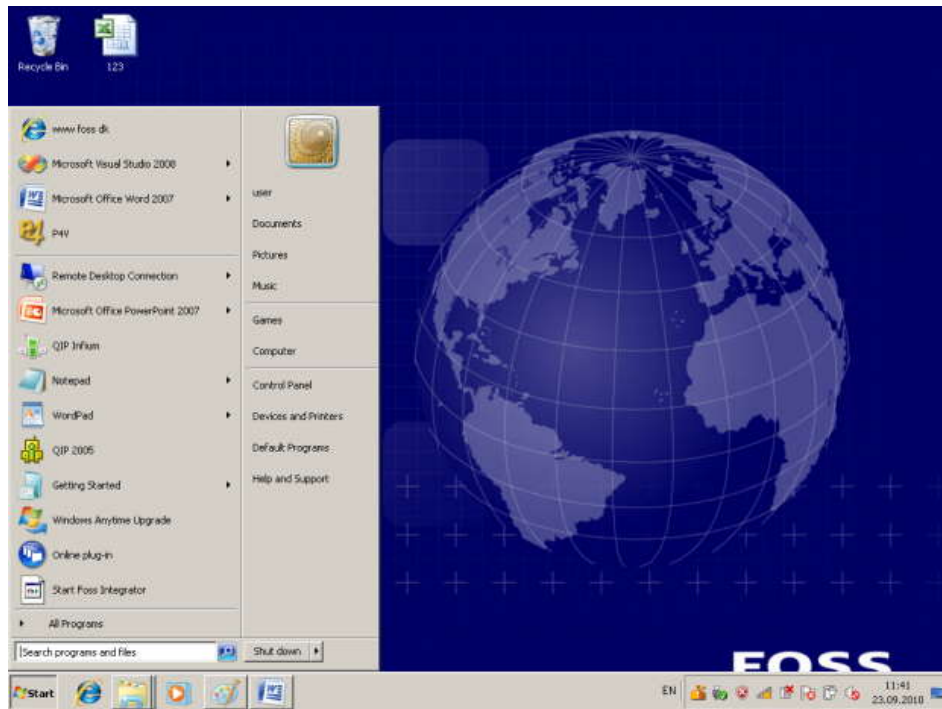 Recycle Bin
123
www foss dk
Microsoft Visual Studio 2008
Microsoft Office Word 2007
P4V
Remote Desktop Connection
Microsoft Office PowerPoint 2007
QIP Infium
Notepad
WordPad
QIP 2005
Getting Started
Windows Anytime Upgrade
Online plug-in
Start Foss Integrator
All Programs
Search programs and files
user
Documents
Pictures
Music
Games
Computer
Control Panel
Devices and Printers
Default Programs
Help and Support
Shut down
FOSS
Start
EN
11:41
23.09.2010